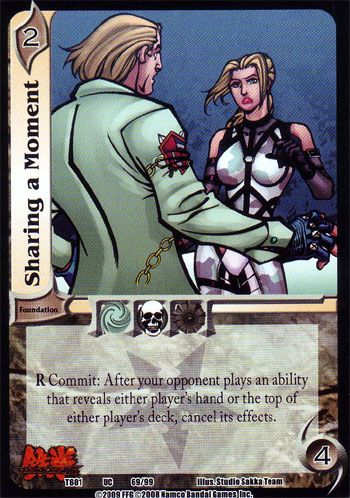 2
Sharing a Moment
Foundation
R Commit: After your opponent plays an ability
that reveals either player's hand or the top of
either player's deck, cancel its effects.
4
T601 UC 69/99 Illus. Studio Sakka Team
©2009 FFG ©2008 Namco Bandai Games Inc.